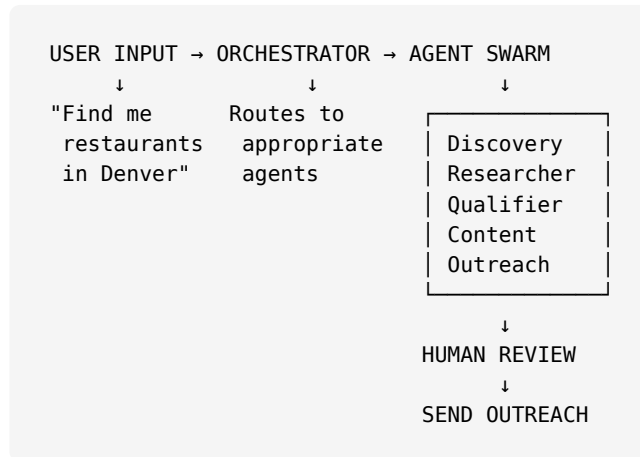 USER INPUT → ORCHESTRATOR → AGENT SWARM
↓ ↓ ↓
"Find me Routes to
restaurants appropriate Discovery
in Denver" agents Researcher
Qualifier
Content
Outreach
↓
HUMAN REVIEW
↓
SEND OUTREACH